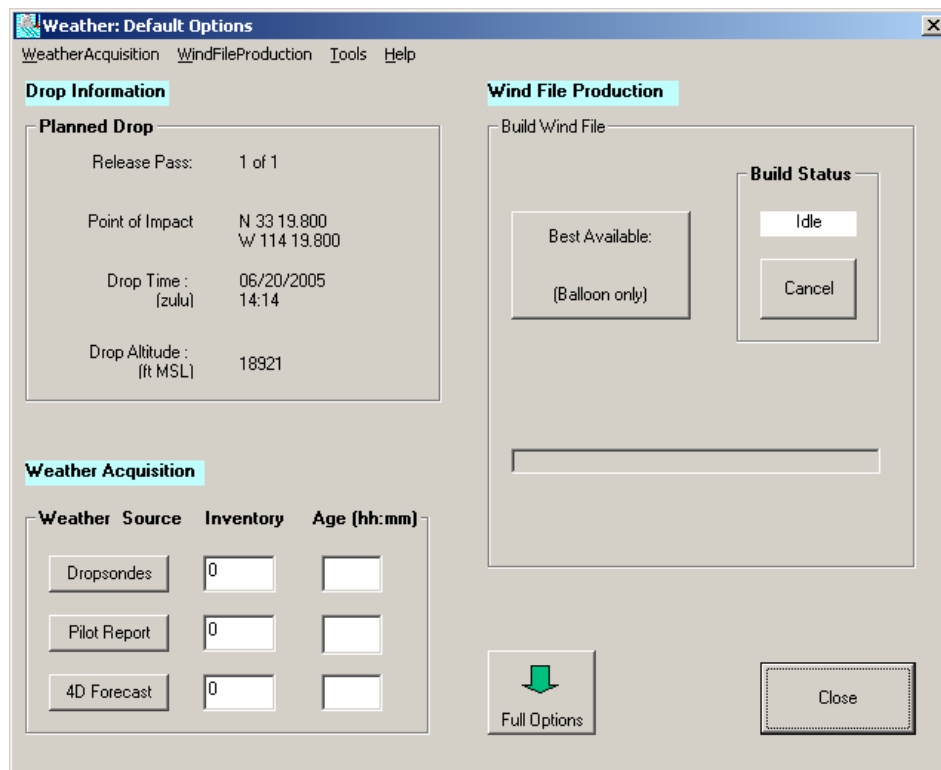 Weather: Default Options
WeatherAcquisition WindFileProduction Tools Help
Drop Information
Planned Drop
Release Pass: 1 of 1
Point of Impact N 33 19.800
W 114 19.800
Drop Time : 06/20/2005
(zulu) 14:14
Drop Altitude :
(ft MSL) 18921
Weather Acquisition
Weather Source Inventory Age (hh:mm)
Dropsondes 0
Pilot Report 0
4D Forecast 0
Wind File Production
Build Wind File
Best Available:
(Balloon only)
Build Status
Idle
Cancel
Full Options
Close